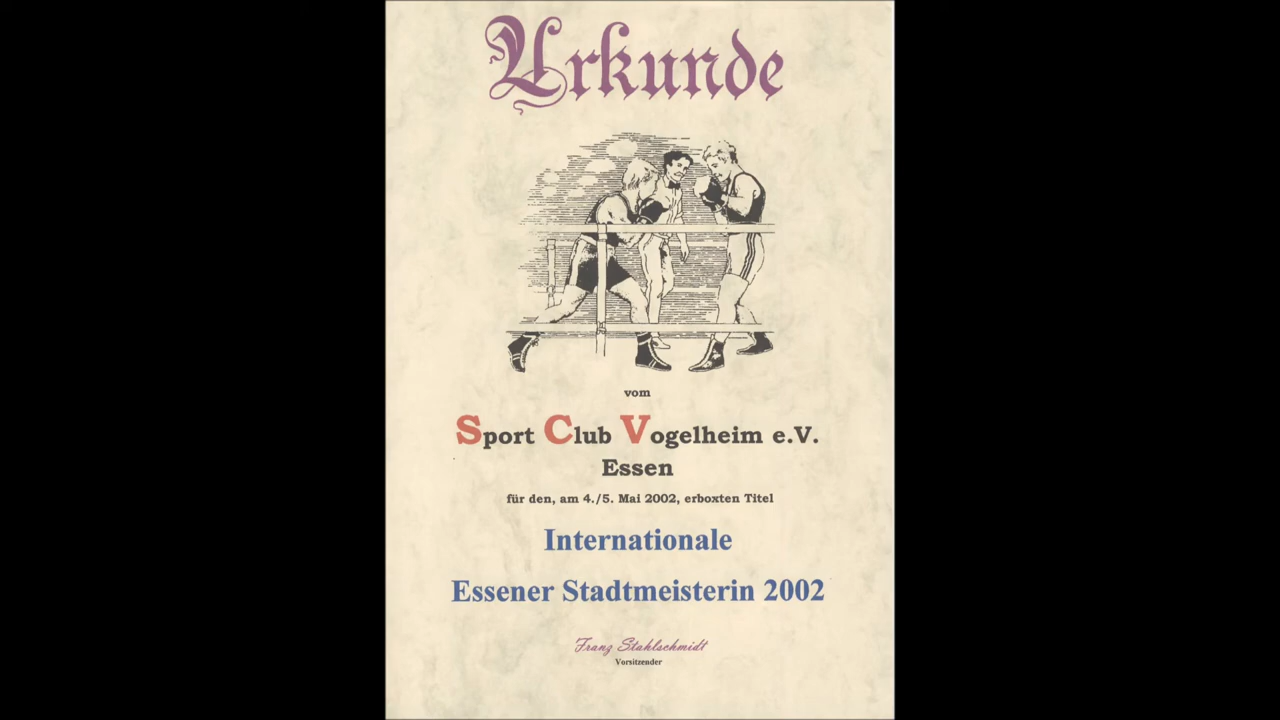 Urkunde
vom
Sport Club Vogelheim e.V.
Essen
für den, am 4./5. Mai 2002, erboxten Titel
Internationale
Essener Stadtmeisterin 2002
Franz Stahlschmidt
Vorsitzender